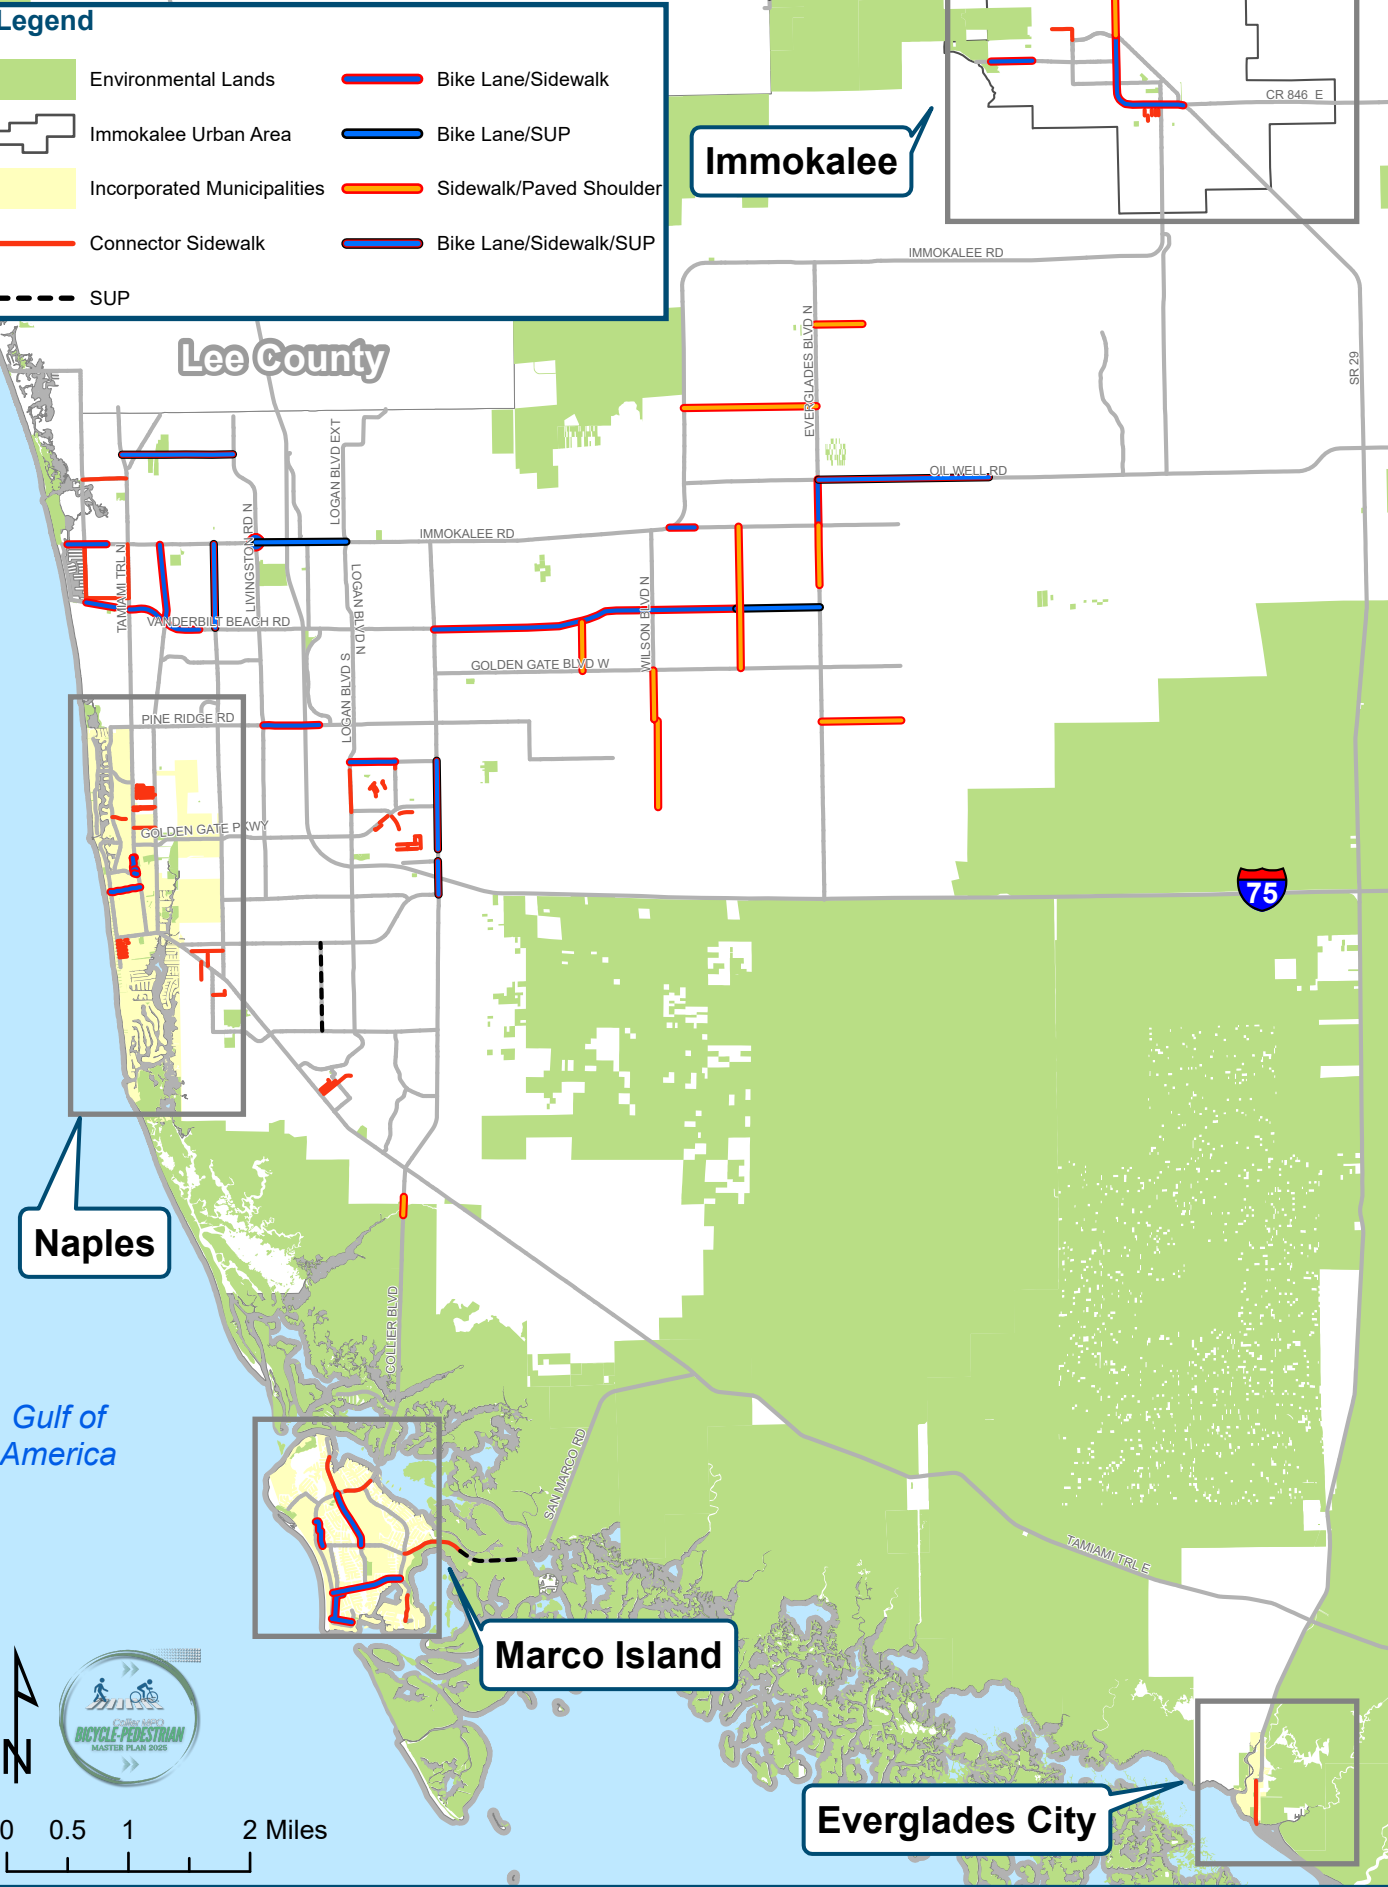 Legend
Environmental Lands
Bike Lane/Sidewalk
Immokalee Urban Area
Bike Lane/SUP
Incorporated Municipalities
Sidewalk/Paved Shoulder
Connector Sidewalk
Bike Lane/Sidewalk/SUP
SUP
CR 846 E
Immokalee
IMMOKALEE RD
EVERGLADES BLVD N
SR 29
Lee County
LOGAN BLVD EXT
OIL WELL RD
IMMOKALEE RD
LIVINGSTON RD N
TAMIAMI TRL N
LOGAN BLVD N
WILSON BLVD N
VANDERBILT BEACH RD
GOLDEN GATE BLVD W
LOGAN BLVD S
PINE RIDGE RD
GOLDEN GATE PKWY
75
Naples
COLLIER BLVD
Gulf of
America
SAN MARCO RD
TAMIAMI TRL E
Marco Island
Collier MPO
BICYCLE-PEDESTRIAN
MASTER PLAN 2025
N
Everglades City
0 0.5 1 2 Miles